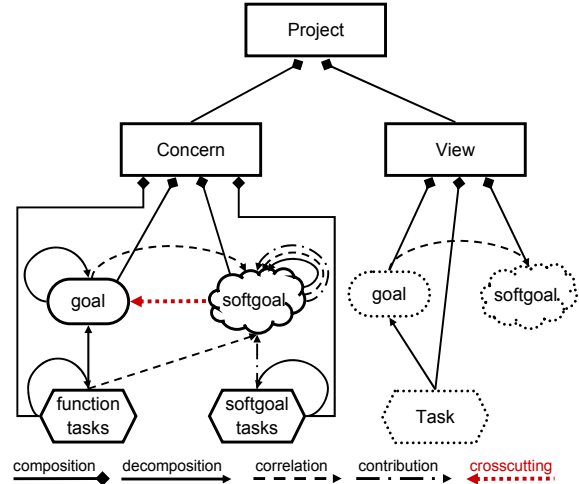 Project
Concern
View
goal
softgoal
goal
softgoal
function
tasks
softgoal
tasks
Task
composition
decomposition
correlation
contribution
crosscutting